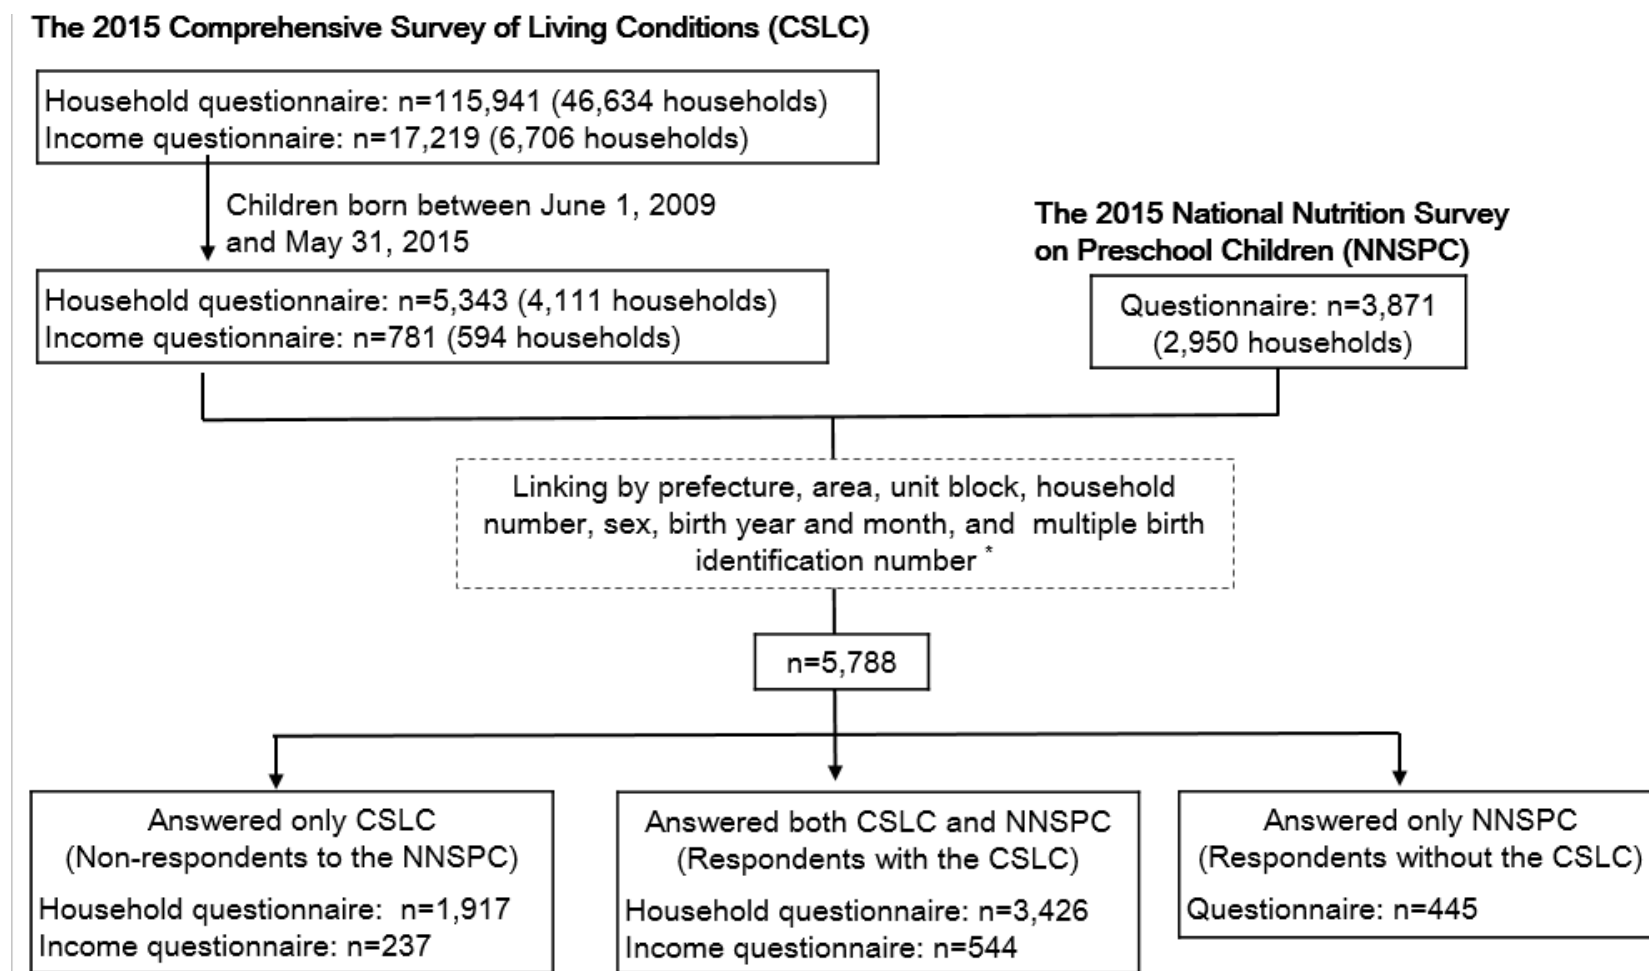 The 2015 Comprehensive Survey of Living Conditions (CSLC)
Household questionnaire: n=115,941 (46,634 households)
Income questionnaire: n=17,219 (6,706 households)
Children born between June 1, 2009
and May 31, 2015
The 2015 National Nutrition Survey
on Preschool Children (NNSPC)
Household questionnaire: n=5,343 (4,111 households)
Income questionnaire: n=781 (594 households)
Questionnaire: n=3,871
(2,950 households)
Linking by prefecture, area, unit block, household
number, sex, birth year and month, and multiple birth
identification number *
n=5,788
Answered only CSLC
(Non-respondents to the NNSPC)
Household questionnaire: n=1,917
Income questionnaire: n=237
Answered both CSLC and NNSPC
(Respondents with the CSLC)
Household questionnaire: n=3,426
Income questionnaire: n=544
Answered only NNSPC
(Respondents without the CSLC)
Questionnaire: n=445